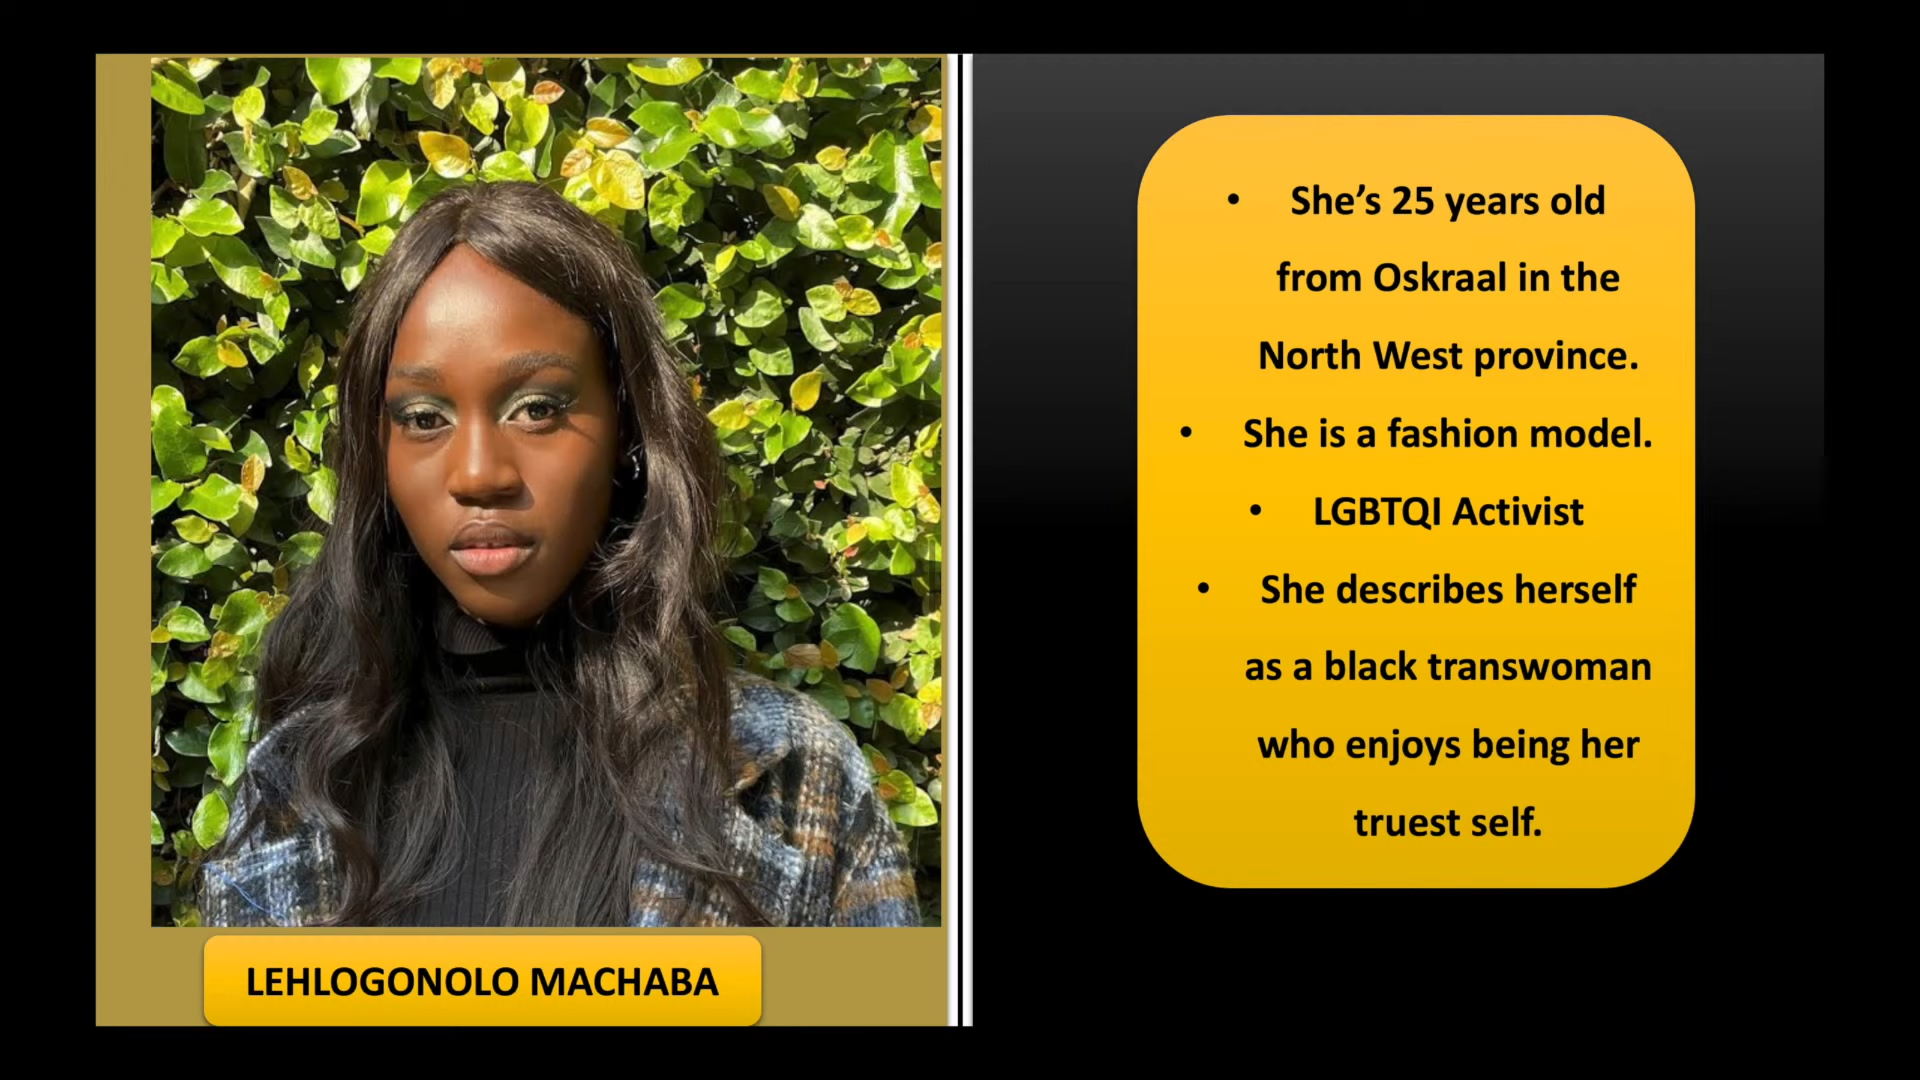 • She’s 25 years old
from Oskraal in the
North West province.
• She is a fashion model.
• LGBTQI Activist
• She describes herself
as a black transwoman
who enjoys being her
truest self.
LEHLOGONOLO MACHABA